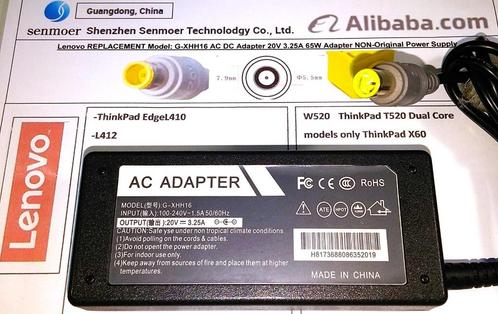 Guangdong, China
senmoer Shenzhen Senmoer Technolodgy Co., Ltd.
Alibaba.com
Lenovo REPLACEMENT Model: G-XHH16 AC DC Adapter 20V 3.25A 65W Adapter NON-Original Power Supply
7.9mm
Φ5.5mm
-ThinkPad EdgeL410
-L412
W520 ThinkPad T520 Dual Core
models only ThinkPad X60
Lenovo
AC ADAPTER
MODEL(型号):G-XHH16
INPUT(输入):100-240V~1.5A 50/60Hz
OUTPUT(输出):20V ⎓ 3.25A
CAUTION:Safe yse under non tropical climate conditions
(1)Avoid polling on the cords & cables.
(2)Do not opent the power adapter.
(3)For indoor use only.
(4)Keep away from sources of fire and place them at higher
temperatures.
FC CE CCC RoHS
ATE HIPOT
H8173688086352019
MADE IN CHINA